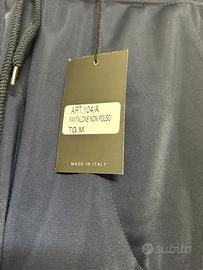 ART.104/A
PANTALONE NON POLSO
TG.M
MADE IN ITALY
subito